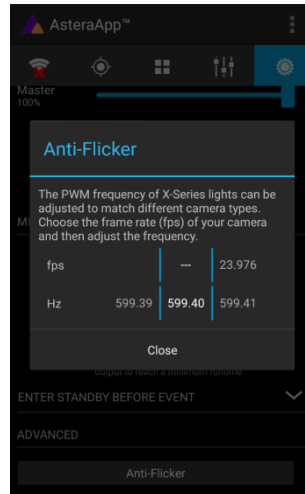 AsteraApp™
Master
100%
Anti-Flicker
The PWM frequency of X-Series lights can be
adjusted to match different camera types.
Choose the frame rate (fps) of your camera
and then adjust the frequency.
fps --- 23.976
Hz 599.39 599.40 599.41
Close
output to reach a minimum runtime.
ENTER STANDBY BEFORE EVENT
ADVANCED
Anti-Flicker